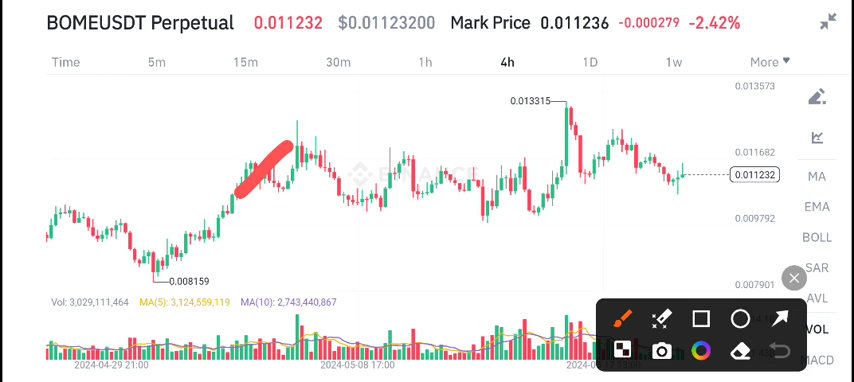 BOMEUSDT Perpetual 0.011232 $0.01123200 Mark Price 0.011236 -0.000279 -2.42%
Time 5m 15m 30m 1h 4h 1D 1w More
0.013573
0.013315
0.011682
BINANCE
0.011232
0.009792
0.008159
0.007901
MA
EMA
BOLL
SAR
AVL
VOL
MACD
Vol: 3,029,111,464 MA(5): 3,124,559,119 MA(10): 2,743,440,867
2024-04-29 21:00 2024-05-08 17:00